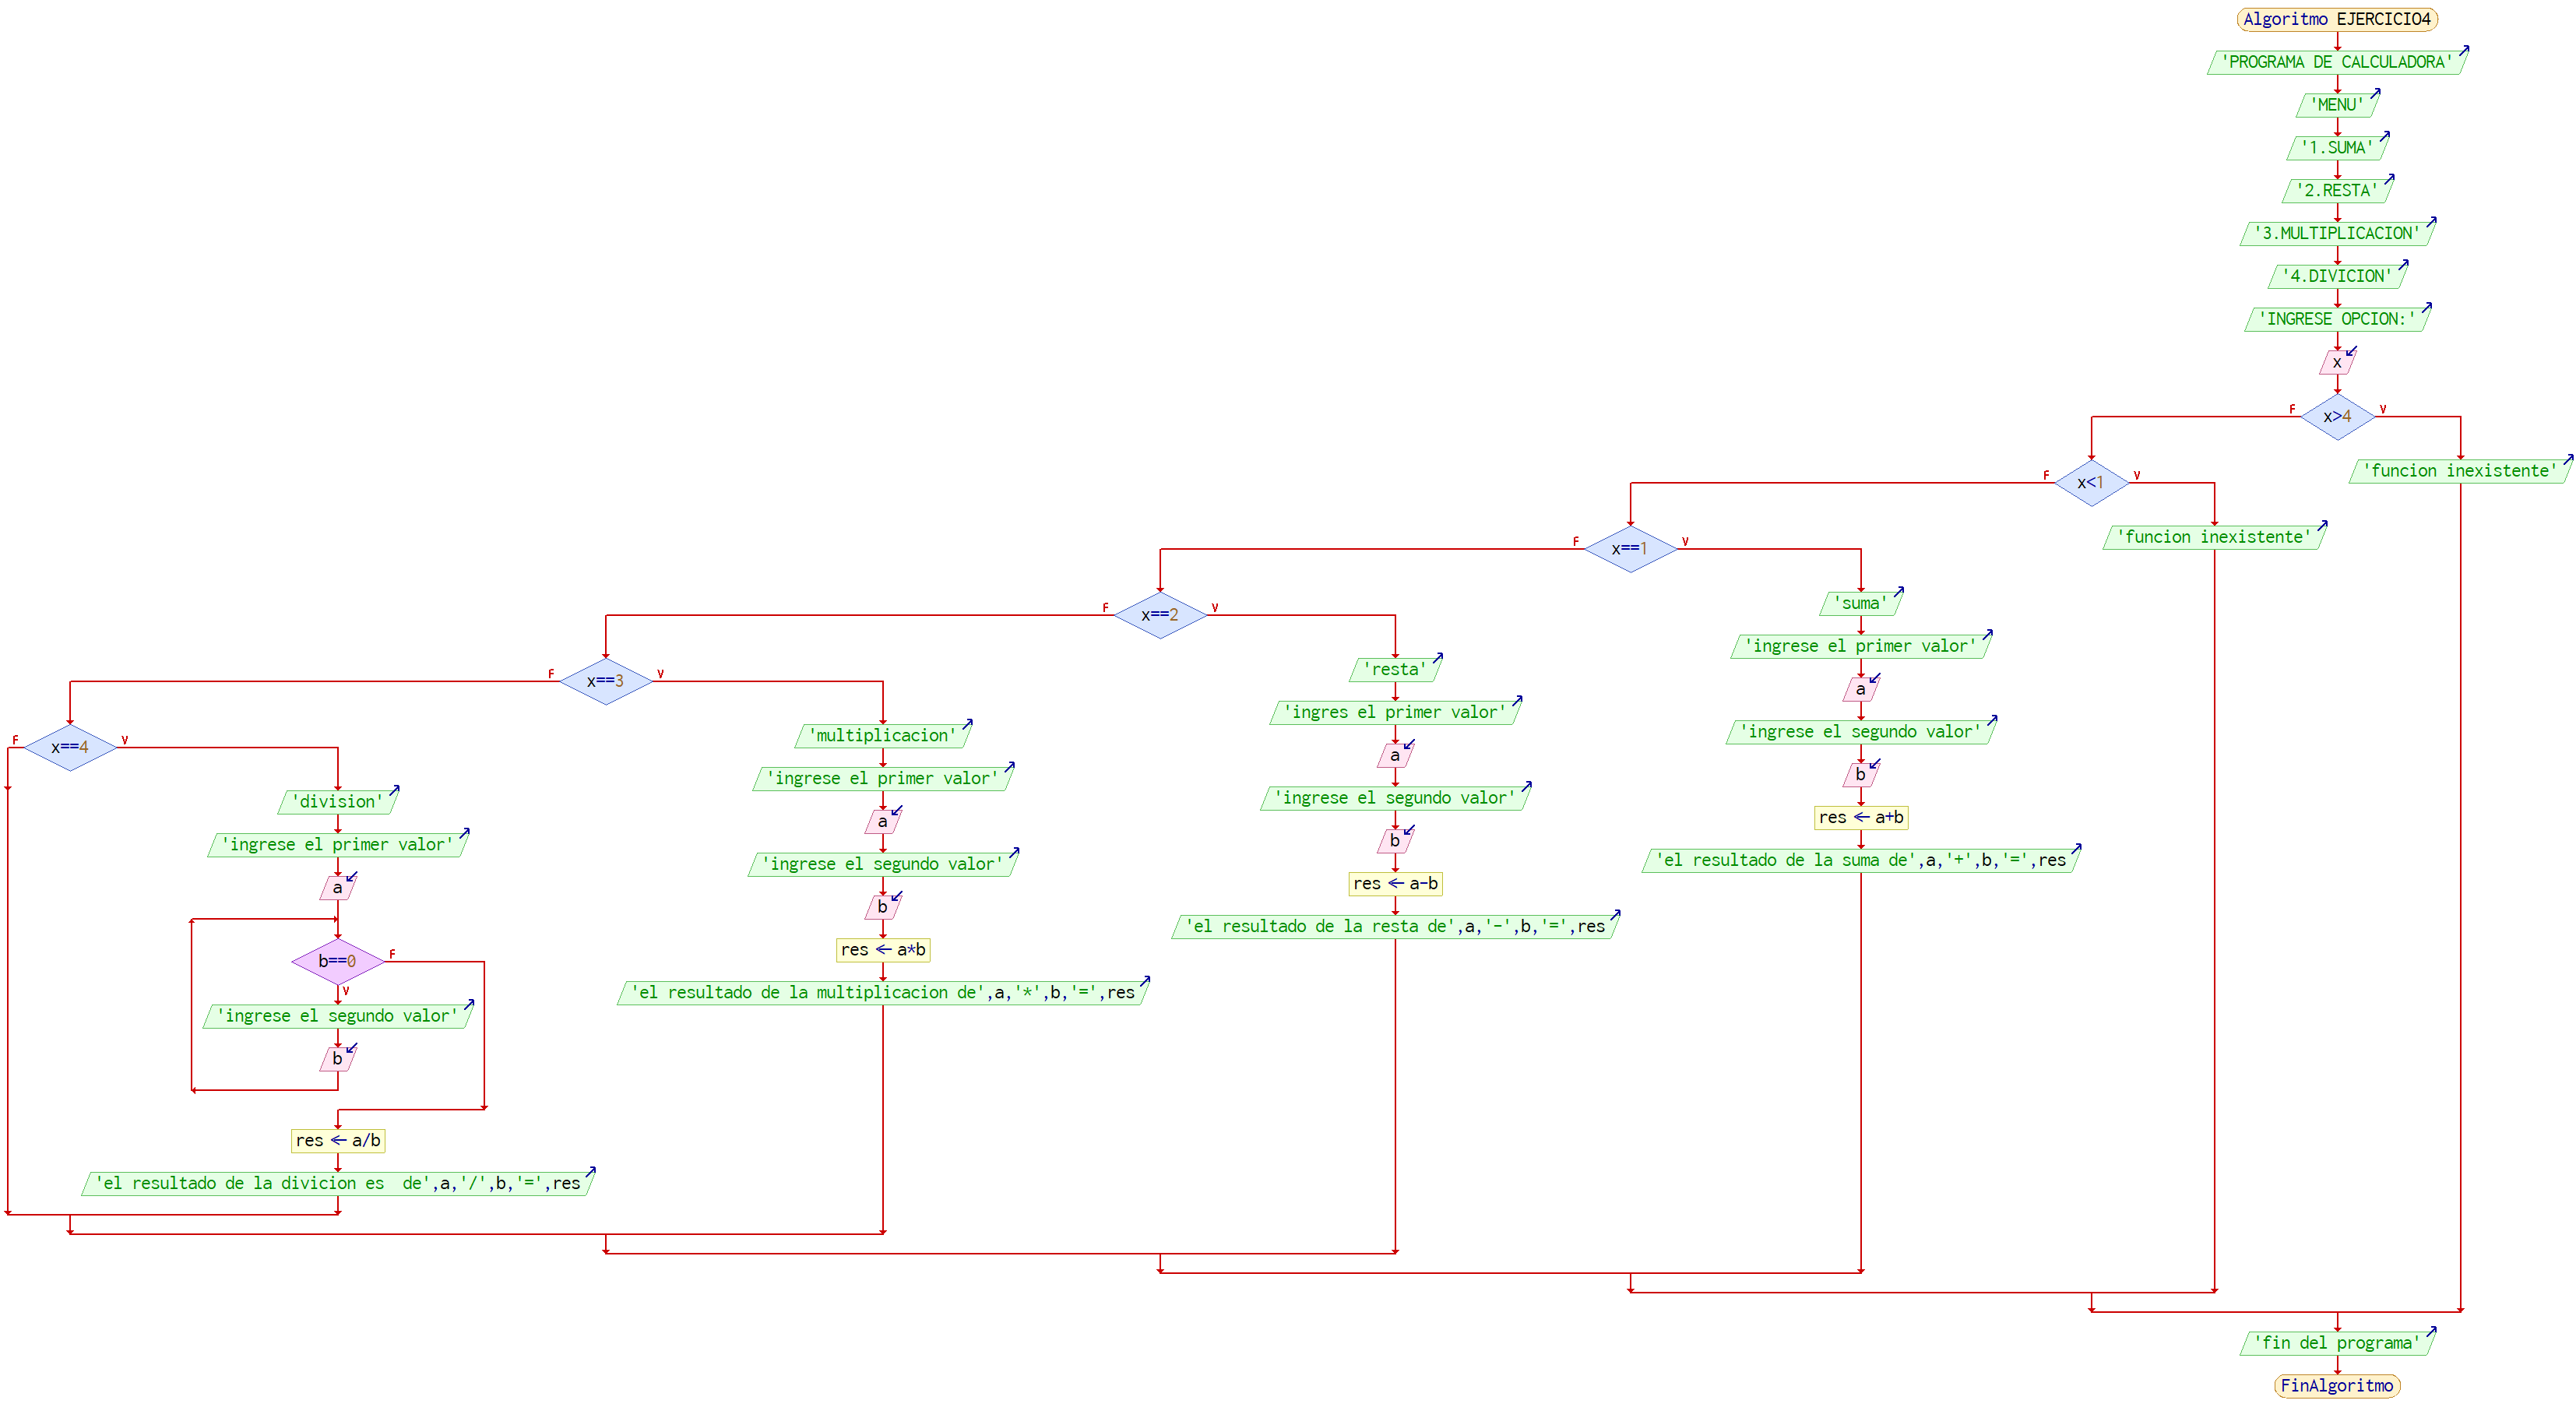 Algoritmo EJERCICIO4
'PROGRAMA DE CALCULADORA'
'MENU'
'1.SUMA'
'2.RESTA'
'3.MULTIPLICACION'
'4.DIVICION'
'INGRESE OPCION:'
x
x>4
F
V
'funcion inexistente'
x<1
F
V
'funcion inexistente'
x==1
F
V
'suma'
'ingrese el primer valor'
a
'ingrese el segundo valor'
b
res ← a+b
'el resultado de la suma de',a,'+',b,'=',res
x==2
F
V
'resta'
'ingres el primer valor'
a
'ingrese el segundo valor'
b
res ← a-b
'el resultado de la resta de',a,'-',b,'=',res
x==3
F
V
'multiplicacion'
'ingrese el primer valor'
a
'ingrese el segundo valor'
b
res ← a*b
'el resultado de la multiplicacion de',a,'*',b,'=',res
x==4
F
V
'division'
'ingrese el primer valor'
a
b==0
F
V
'ingrese el segundo valor'
b
res ← a/b
'el resultado de la divicion es  de',a,'/',b,'=',res
'fin del programa'
FinAlgoritmo